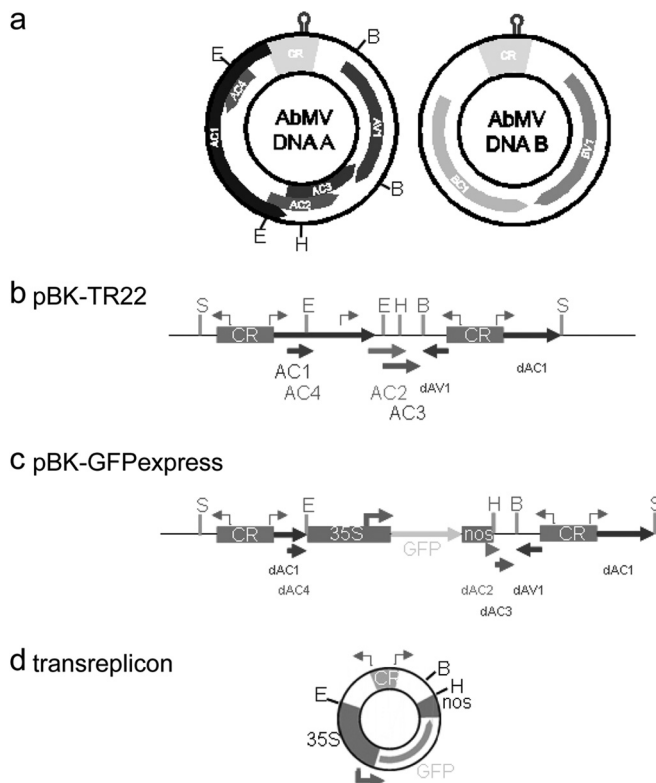 a
E
B
CR
CR
AC4
AC1
AbMV
DNA A
AV1
AbMV
DNA B
BC1
BV1
AC3
AC2
B
E
H
b pBK-TR22
S E E H B S
CR CR
AC1 dAV1 dAC1
AC4 AC2
AC3
c pBK-GFPexpress
S E H B S
CR 35S GFP nos CR
dAC1 dAC2 dAV1 dAC1
dAC4 dAC3
d transreplicon
CR B
E H
nos
35S
GFP